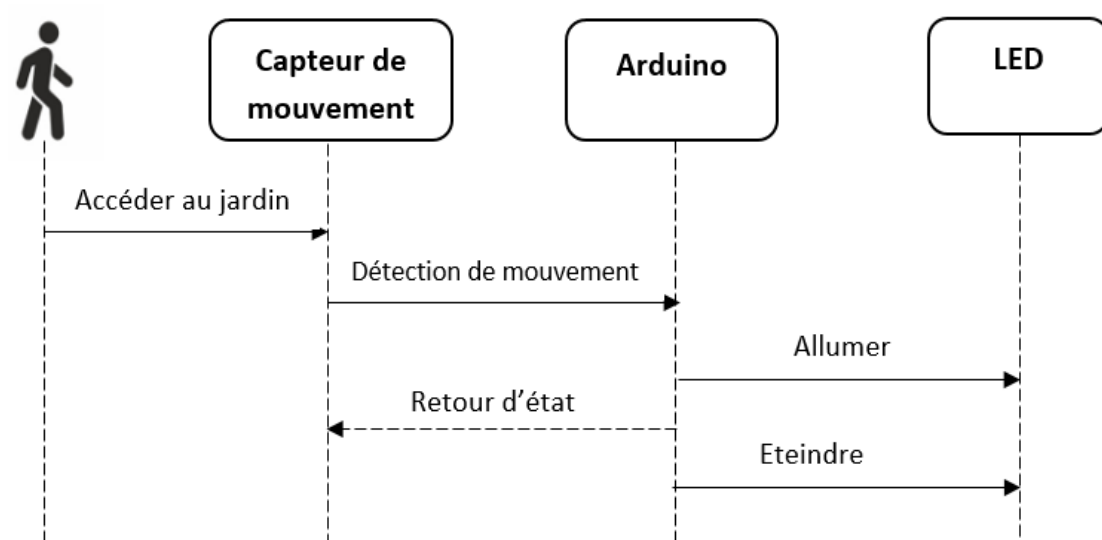 Capteur de
mouvement
Arduino
LED
Accéder au jardin
Détection de mouvement
Allumer
Retour d’état
Eteindre